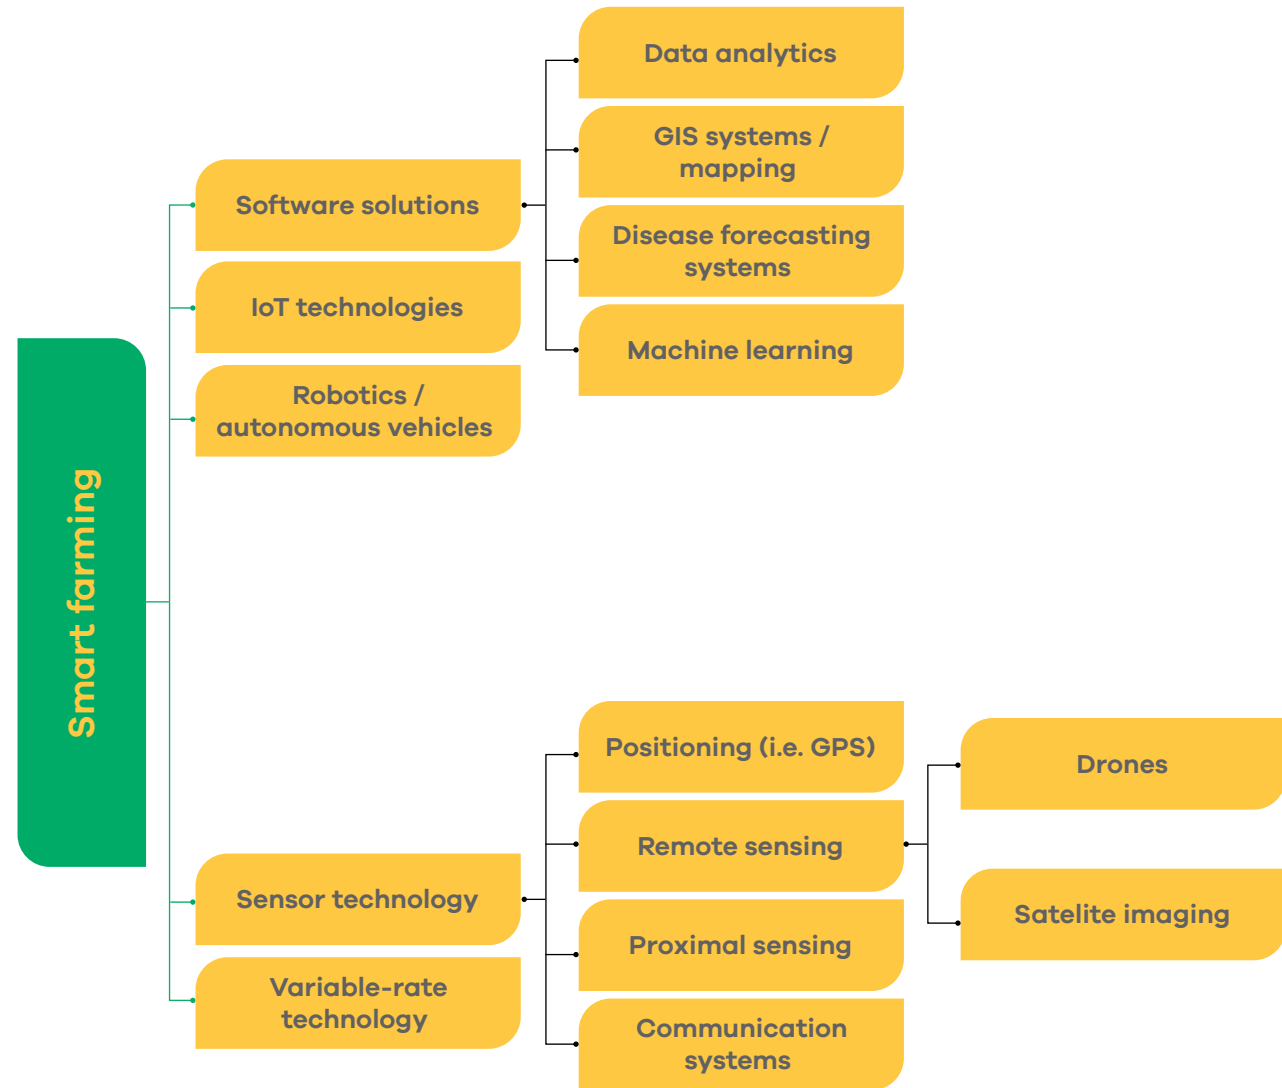 Smart farming
Software solutions
Data analytics
GIS systems /
mapping
Disease forecasting
systems
Machine learning
IoT technologies
Robotics /
autonomous vehicles
Sensor technology
Positioning (i.e. GPS)
Remote sensing
Drones
Satelite imaging
Proximal sensing
Communication
systems
Variable-rate
technology